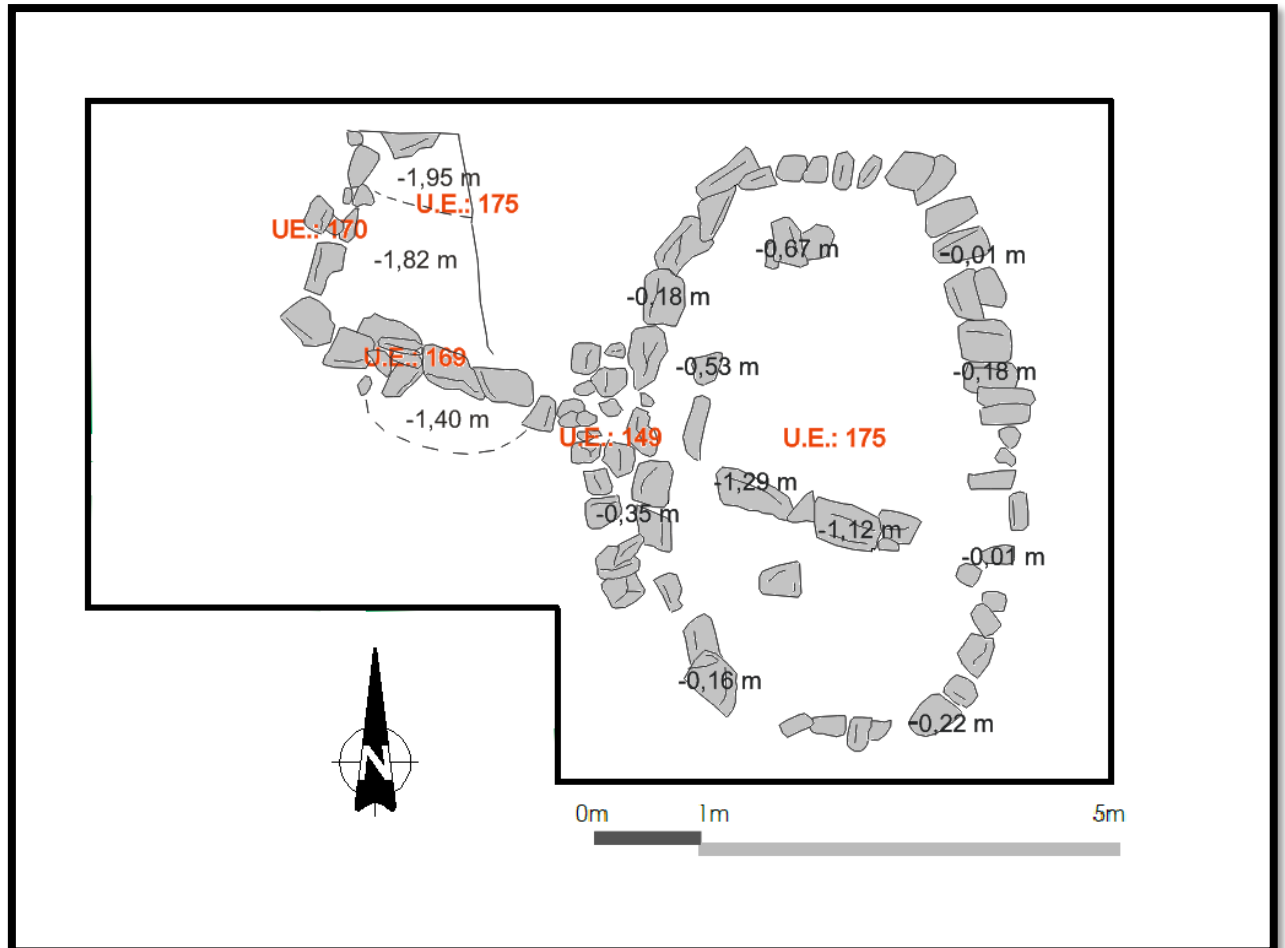 -1,95 m
U.E.: 175
UE.: 170
-1,82 m
-0,67 m
-0,01 m
-0,18 m
U.E.: 169
-0,53 m
-0,18 m
-1,40 m
U.E.: 149
U.E.: 175
-1,29 m
-0,35 m
-1,12 m
-0,01 m
-0,16 m
-0,22 m
N
0m 1m 5m